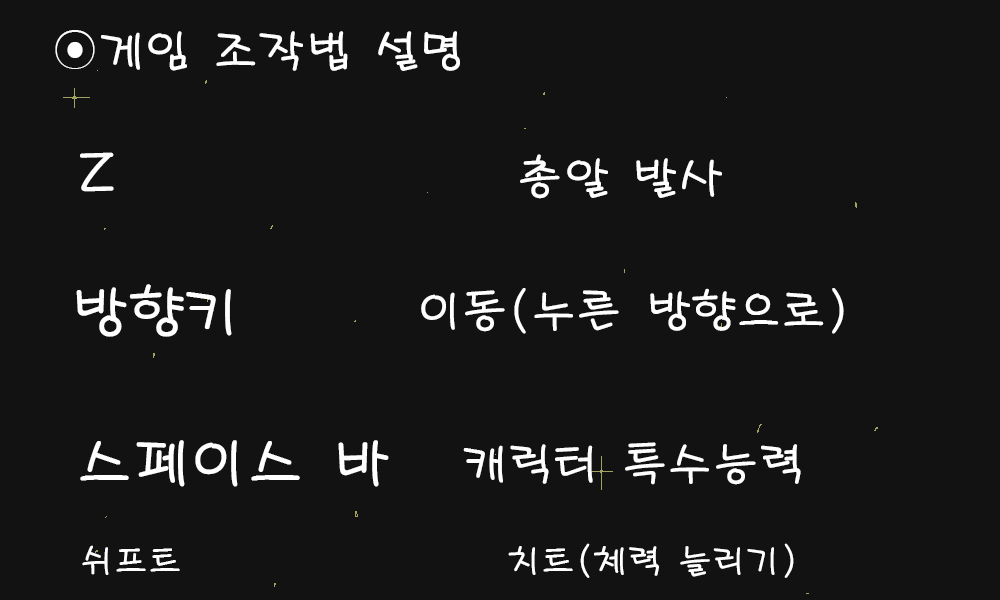 ⦿게임 조작법 설명
Z 총알 발사
방향키 이동(누른 방향으로)
스페이스 바 캐릭터 특수능력
쉬프트 치트(체력 늘리기)